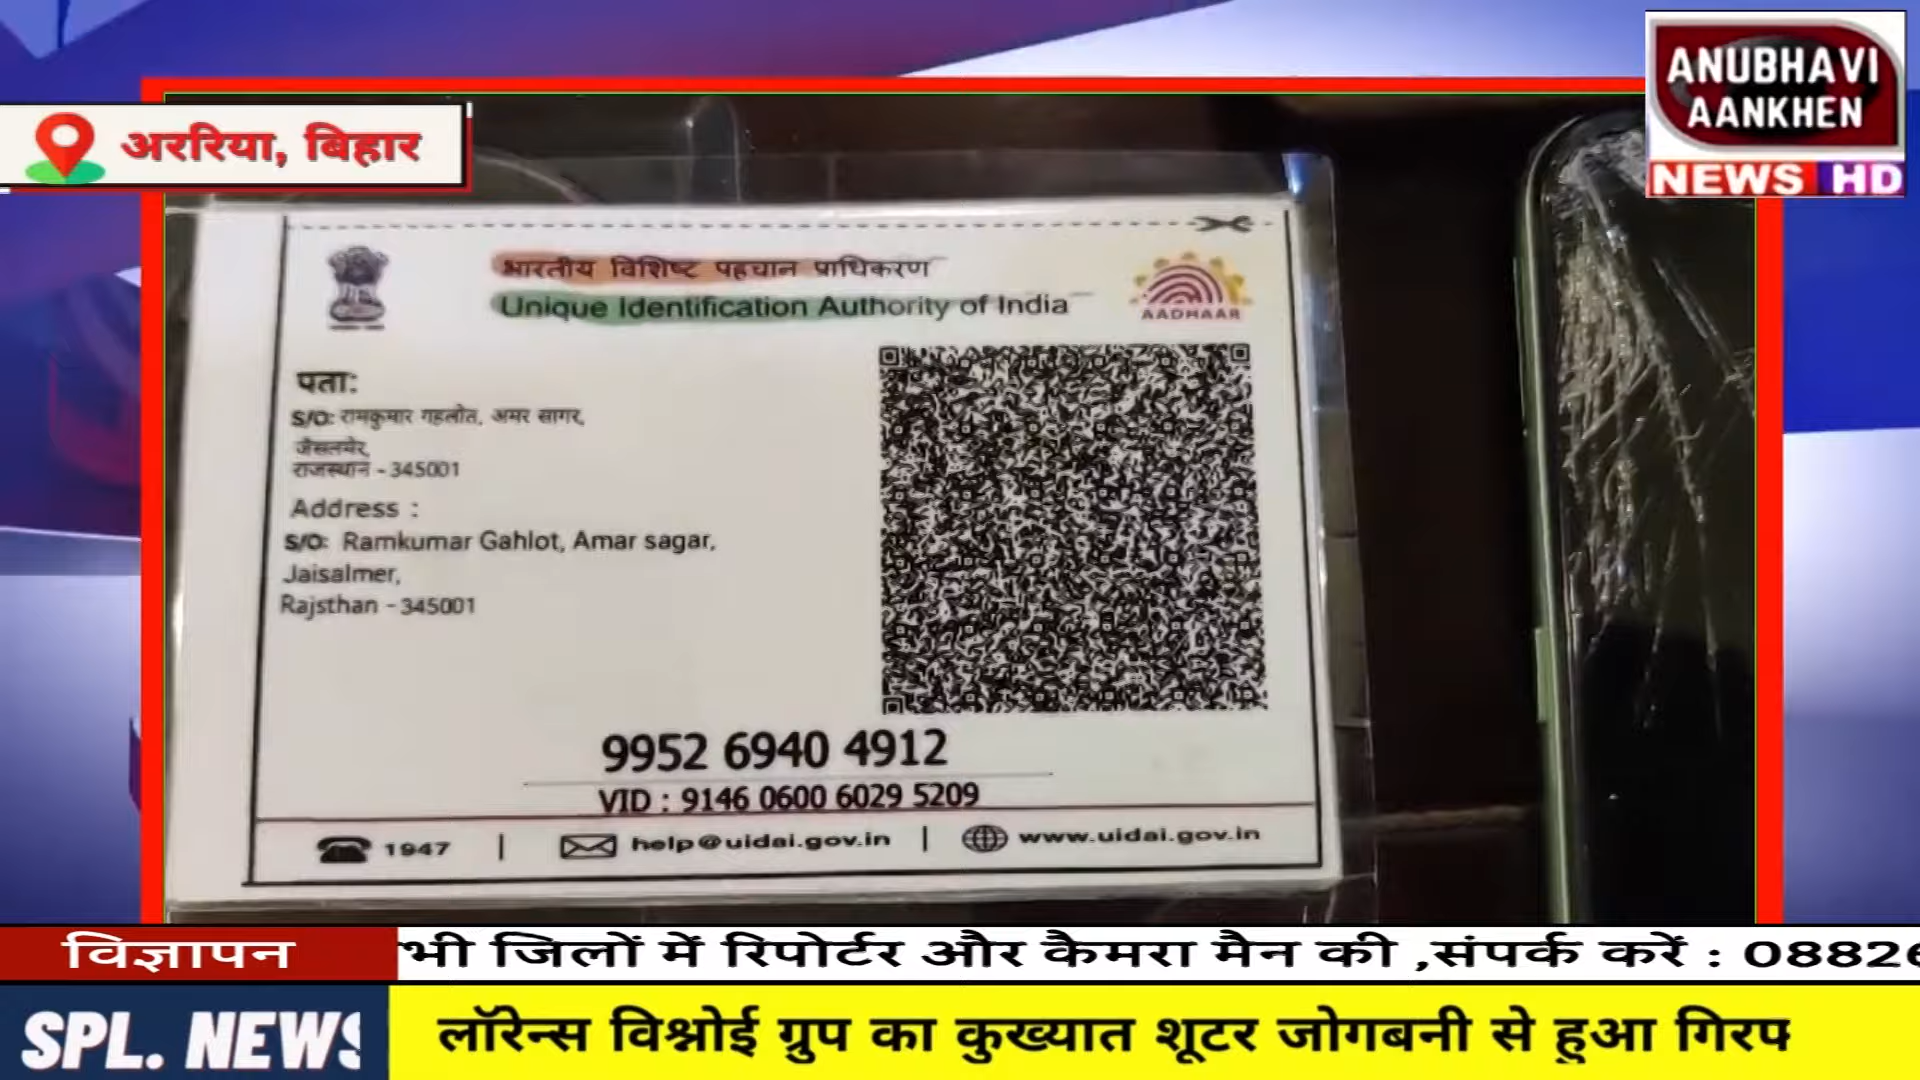 अररिया, बिहार
ANUBHAVI
AANKHEN
NEWS HD
भारतीय विशिष्ट पहचान प्राधिकरण
Unique Identification Authority of India
AADHAAR
पता:
S/O: रामकुमार गहलोत, अमर सागर,
जैसलमेर,
राजस्थान - 345001
Address :
S/O: Ramkumar Gahlot, Amar sagar,
Jaisalmer,
Rajsthan - 345001
9952 6940 4912
VID : 9146 0600 6029 5209
1947 | help@uidai.gov.in | www.uidai.gov.in
विज्ञापन
भी जिलों में रिपोर्टर और कैमरा मैन की ,संपर्क करें : 0882
SPL. NEWS
लॉरेन्स विश्नोई ग्रुप का कुख्यात शूटर जोगबनी से हुआ गिरफ